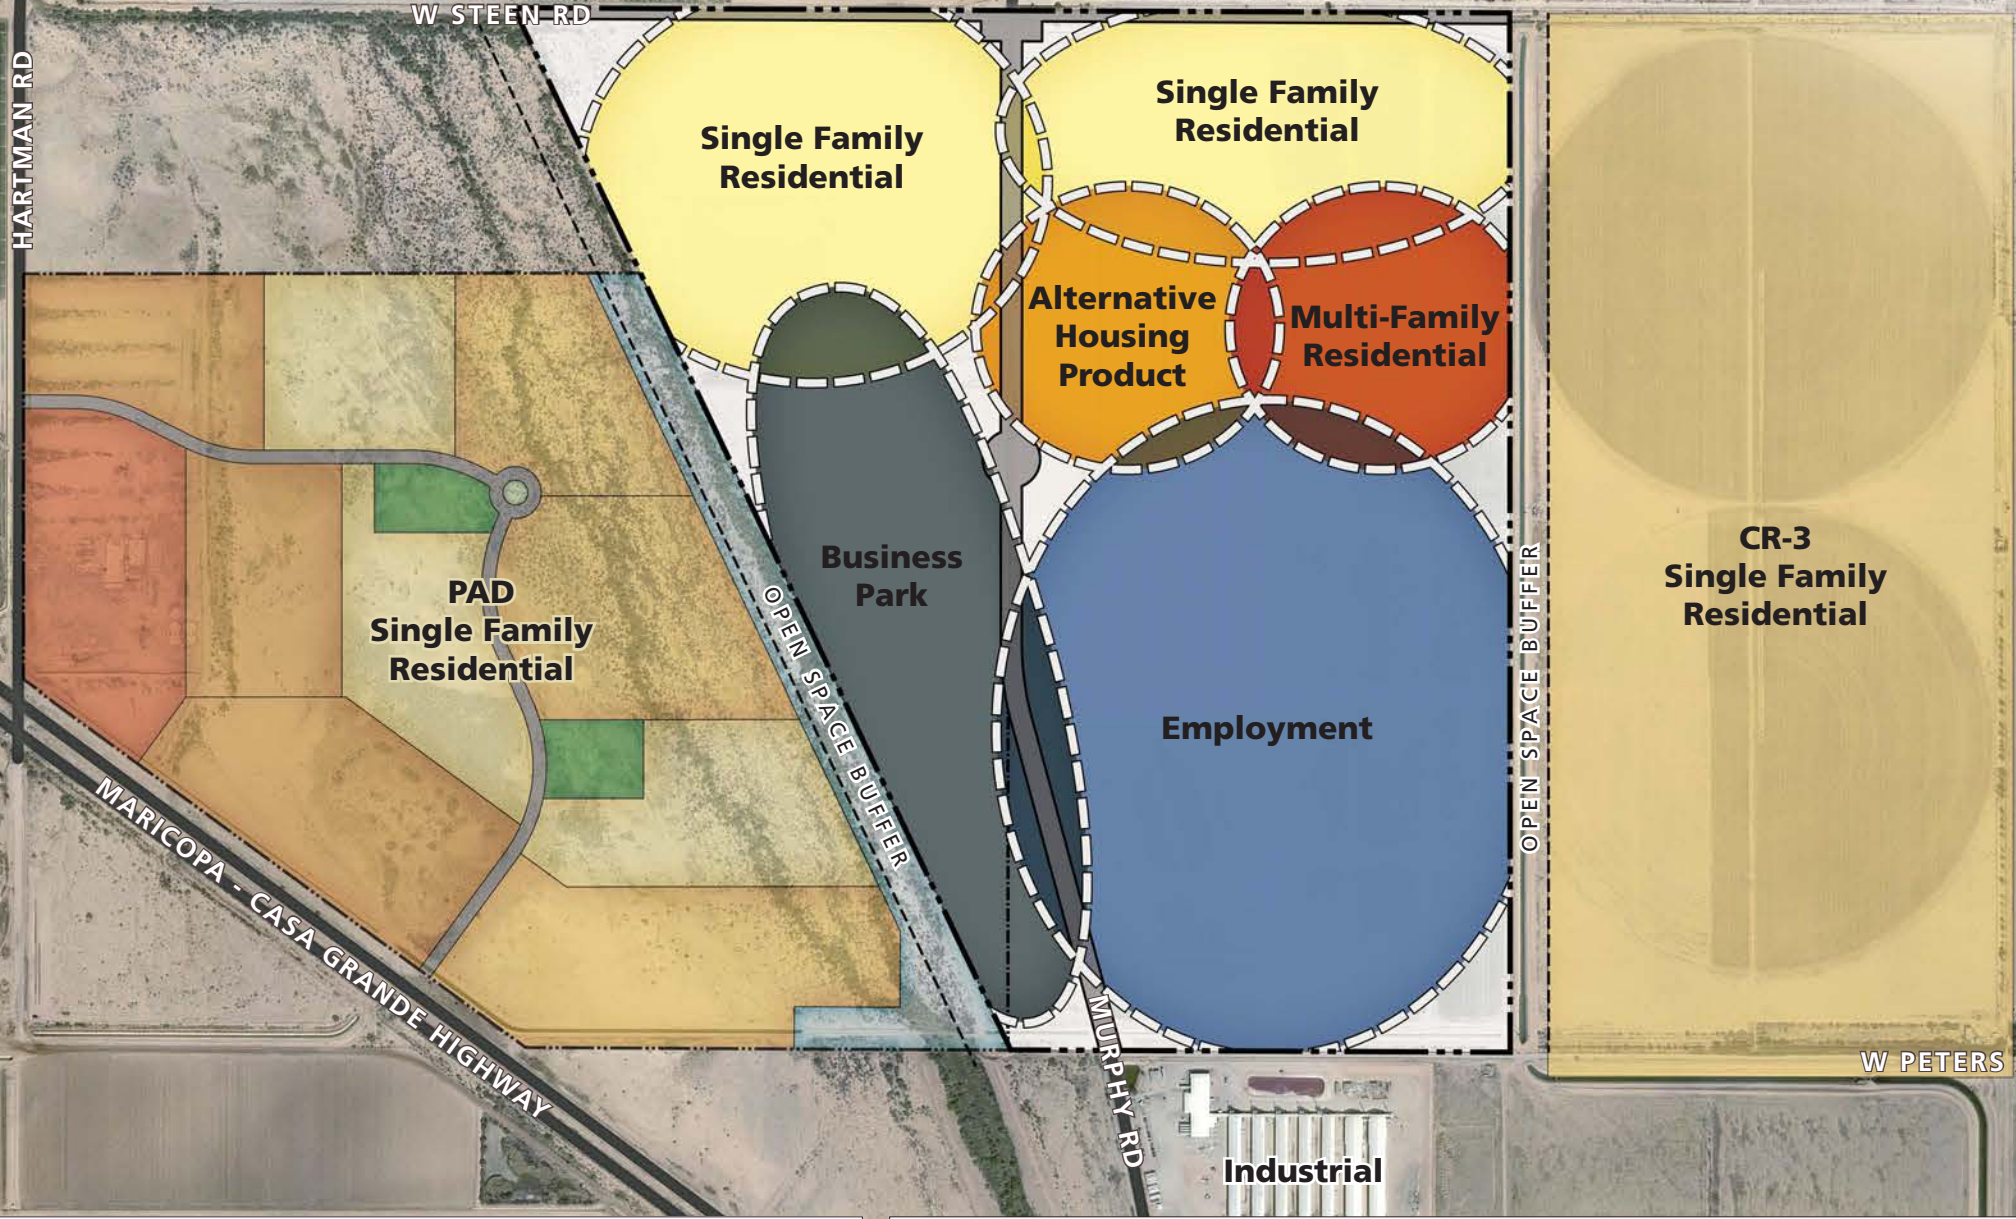 W STEEN RD
HARTMAN RD
Single Family
Residential
Single Family
Residential
Alternative
Housing
Product
Multi-Family
Residential
Business
Park
PAD
Single Family
Residential
OPEN SPACE BUFFER
Employment
OPEN SPACE BUFFER
CR-3
Single Family
Residential
MARICOPA - CASA GRANDE HIGHWAY
MURPHY RD
W PETERS
Industrial